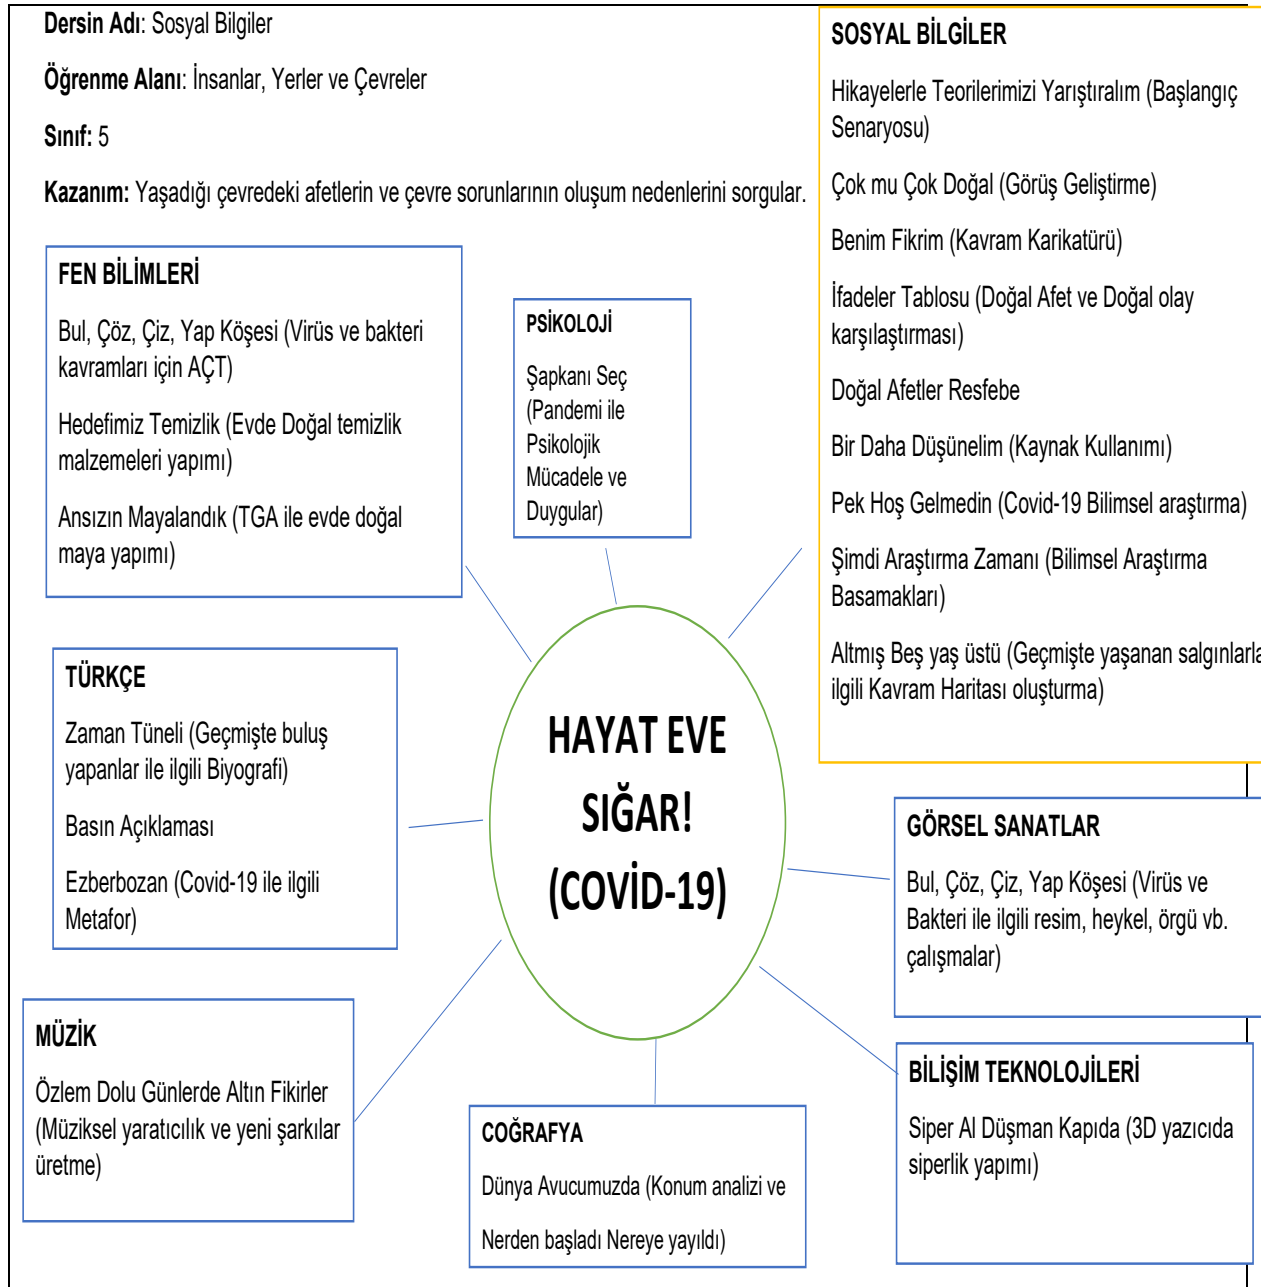 Dersin Adı: Sosyal Bilgiler
Öğrenme Alanı: İnsanlar, Yerler ve Çevreler
Sınıf: 5
Kazanım: Yaşadığı çevredeki afetlerin ve çevre sorunlarının oluşum nedenlerini sorgular.
SOSYAL BİLGİLER
Hikayelerle Teorilerimizi Yarıştıralım (Başlangıç
Senaryosu)
Çok mu Çok Doğal (Görüş Geliştirme)
Benim Fikrim (Kavram Karikatürü)
İfadeler Tablosu (Doğal Afet ve Doğal olay
karşılaştırması)
Doğal Afetler Resfebe
Bir Daha Düşünelim (Kaynak Kullanımı)
Pek Hoş Gelmedin (Covid-19 Bilimsel araştırma)
Şimdi Araştırma Zamanı (Bilimsel Araştırma
Basamakları)
Altmış Beş yaş üstü (Geçmişte yaşanan salgınlarla
ilgili Kavram Haritası oluşturma)
FEN BİLİMLERİ
Bul, Çöz, Çiz, Yap Köşesi (Virüs ve bakteri
kavramları için AÇT)
Hedefimiz Temizlik (Evde Doğal temizlik
malzemeleri yapımı)
Ansızın Mayalandık (TGA ile evde doğal
maya yapımı)
PSİKOLOJİ
Şapkanı Seç
(Pandemi ile
Psikolojik
Mücadele ve
Duygular)
TÜRKÇE
Zaman Tüneli (Geçmişte buluş
yapanlar ile ilgili Biyografi)
Basın Açıklaması
Ezberbozan (Covid-19 ile ilgili
Metafor)
HAYAT EVE
SIĞAR!
(COVİD-19)
GÖRSEL SANATLAR
Bul, Çöz, Çiz, Yap Köşesi (Virüs ve
Bakteri ile ilgili resim, heykel, örgü vb.
çalışmalar)
MÜZİK
Özlem Dolu Günlerde Altın Fikirler
(Müziksel yaratıcılık ve yeni şarkılar
üretme)
COĞRAFYA
Dünya Avucumuzda (Konum analizi ve
Nerden başladı Nereye yayıldı)
BİLİŞİM TEKNOLOJİLERİ
Siper Al Düşman Kapıda (3D yazıcıda
siperlik yapımı)